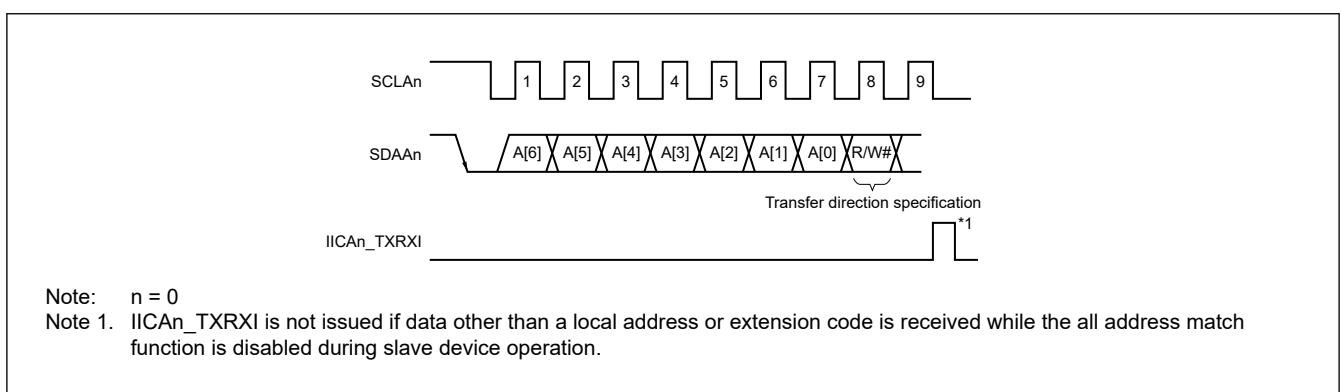 SCLAn 1 2 3 4 5 6 7 8 9
SDAAn A[6] A[5] A[4] A[3] A[2] A[1] A[0] R/W#
Transfer direction specification
IICAn_TXRXI *1
Note: n = 0
Note 1. IICAn_TXRXI is not issued if data other than a local address or extension code is received while the all address match
function is disabled during slave device operation.